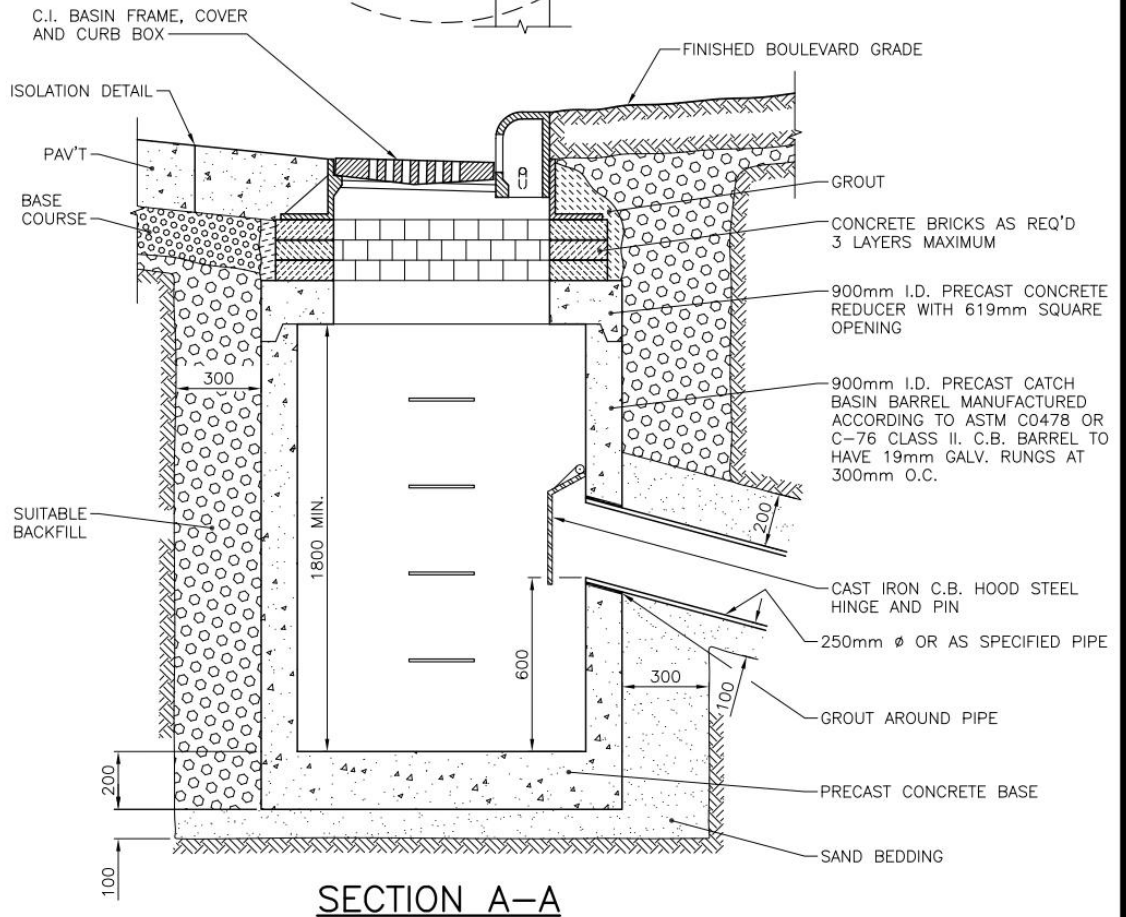 C.I. BASIN FRAME, COVER
AND CURB BOX
FINISHED BOULEVARD GRADE
ISOLATION DETAIL
PAV'T
BASE
COURSE
GROUT
CONCRETE BRICKS AS REQ'D
3 LAYERS MAXIMUM
900mm I.D. PRECAST CONCRETE
REDUCER WITH 619mm SQUARE
OPENING
300
900mm I.D. PRECAST CATCH
BASIN BARREL MANUFACTURED
ACCORDING TO ASTM C0478 OR
C-76 CLASS II. C.B. BARREL TO
HAVE 19mm GALV. RUNGS AT
300mm O.C.
SUITABLE
BACKFILL
1800 MIN.
200
CAST IRON C.B. HOOD STEEL
HINGE AND PIN
250mm ø OR AS SPECIFIED PIPE
600
300
100
GROUT AROUND PIPE
200
PRECAST CONCRETE BASE
100
SAND BEDDING
SECTION A-A